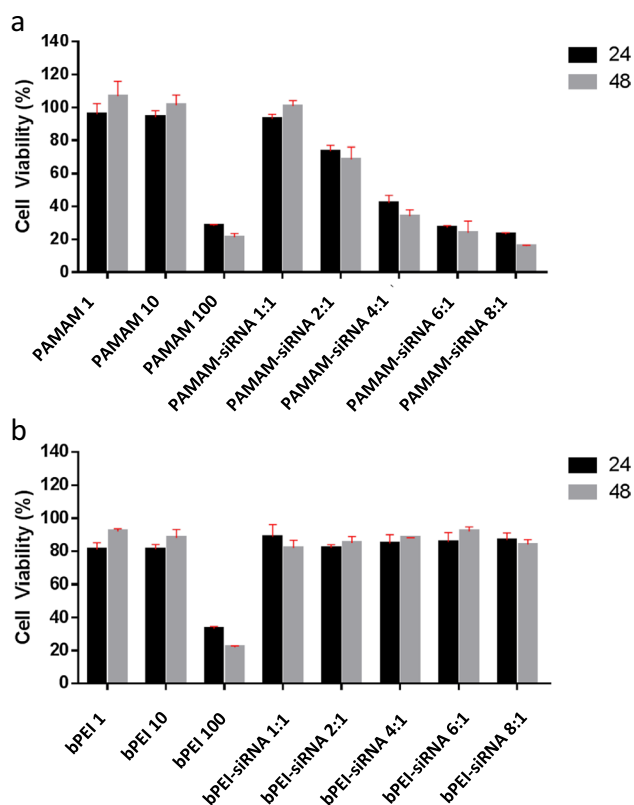 a
Cell Viability (%)
140
120
100
80
60
40
20
0
24
48
PAMAM 1
PAMAM 10
PAMAM 100
PAMAM-siRNA 1:1
PAMAM-siRNA 2:1
PAMAM-siRNA 4:1
PAMAM-siRNA 6:1
PAMAM-siRNA 8:1
b
Cell Viability (%)
140
120
100
80
60
40
20
0
24
48
bPEI 1
bPEI 10
bPEI 100
bPEI-siRNA 1:1
bPEI-siRNA 2:1
bPEI-siRNA 4:1
bPEI-siRNA 6:1
bPEI-siRNA 8:1